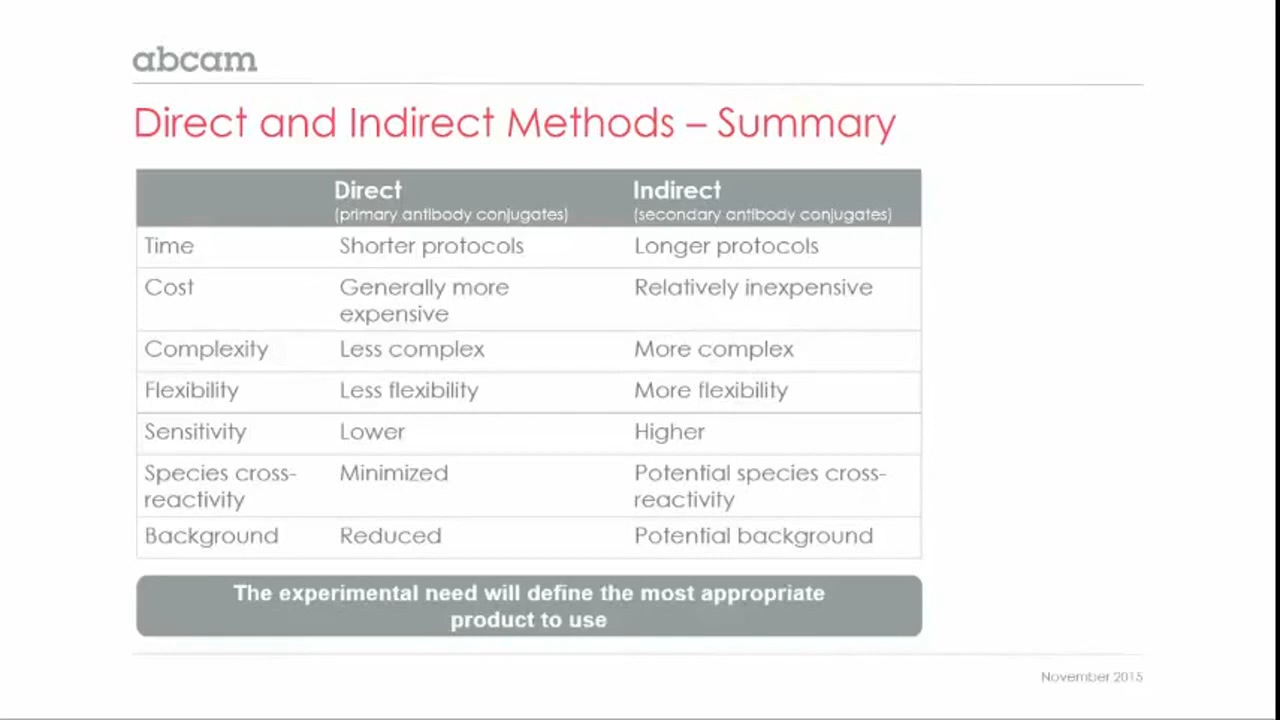 abcam
Direct and Indirect Methods – Summary
Direct Indirect
(primary antibody conjugates) (secondary antibody conjugates)
Time Shorter protocols Longer protocols
Cost Generally more Relatively inexpensive
expensive
Complexity Less complex More complex
Flexibility Less flexibility More flexibility
Sensitivity Lower Higher
Species cross- Minimized Potential species cross-
reactivity reactivity
Background Reduced Potential background
The experimental need will define the most appropriate
product to use
November 2015